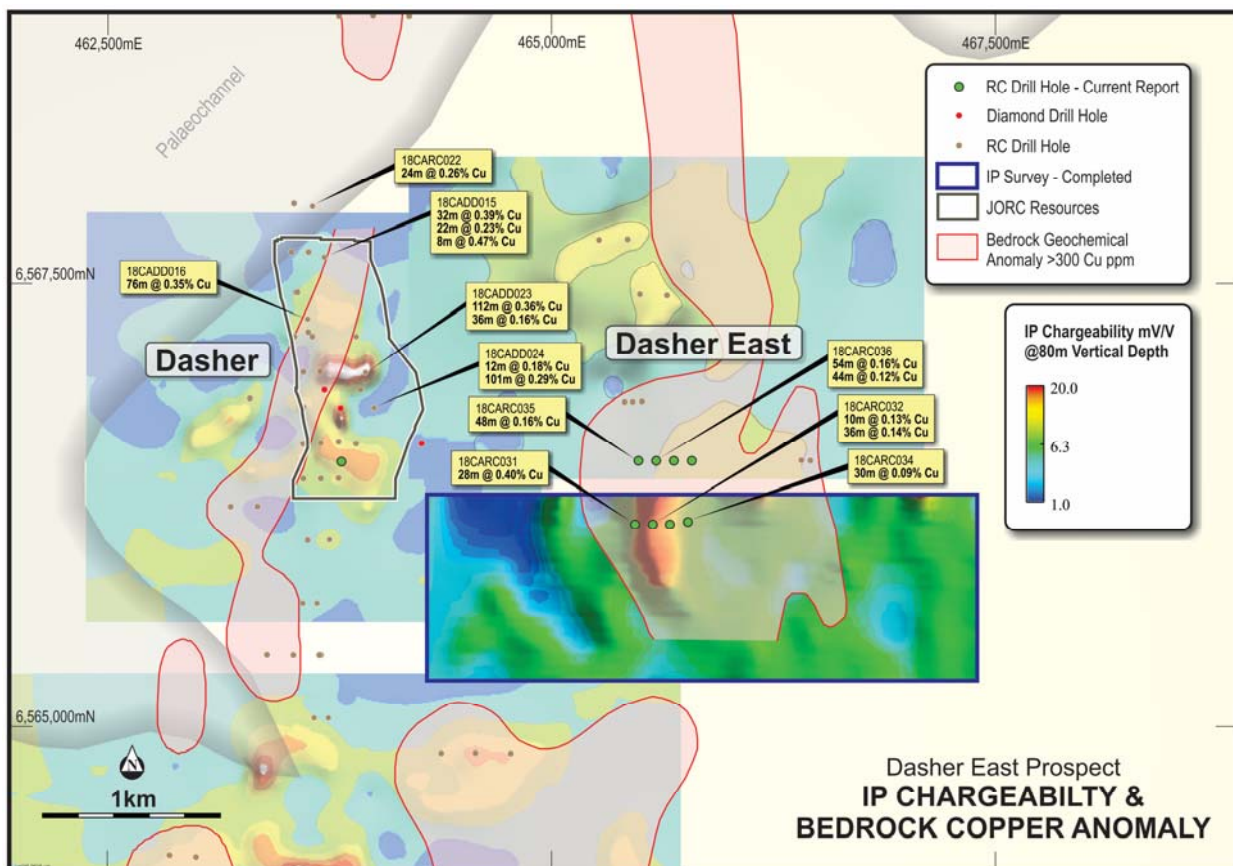 462,500mE
465,000mE
467,500mE
Palaeochannel
RC Drill Hole - Current Report
Diamond Drill Hole
RC Drill Hole
IP Survey - Completed
JORC Resources
Bedrock Geochemical
Anomaly >300 Cu ppm
18CARC022
24m @ 0.26% Cu
18CADD015
32m @ 0.39% Cu
22m @ 0.23% Cu
8m @ 0.47% Cu
6,567,500mN
18CADD016
76m @ 0.35% Cu
18CADD023
112m @ 0.36% Cu
36m @ 0.16% Cu
IP Chargeability mV/V
@80m Vertical Depth
20.0
6.3
1.0
Dasher
Dasher East
18CADD024
12m @ 0.18% Cu
101m @ 0.29% Cu
18CARC036
54m @ 0.16% Cu
44m @ 0.12% Cu
18CARC035
48m @ 0.16% Cu
18CARC032
10m @ 0.13% Cu
36m @ 0.14% Cu
18CARC031
28m @ 0.40% Cu
18CARC034
30m @ 0.09% Cu
6,565,000mN
N
1km
Dasher East Prospect
IP CHARGEABILTY &
BEDROCK COPPER ANOMALY